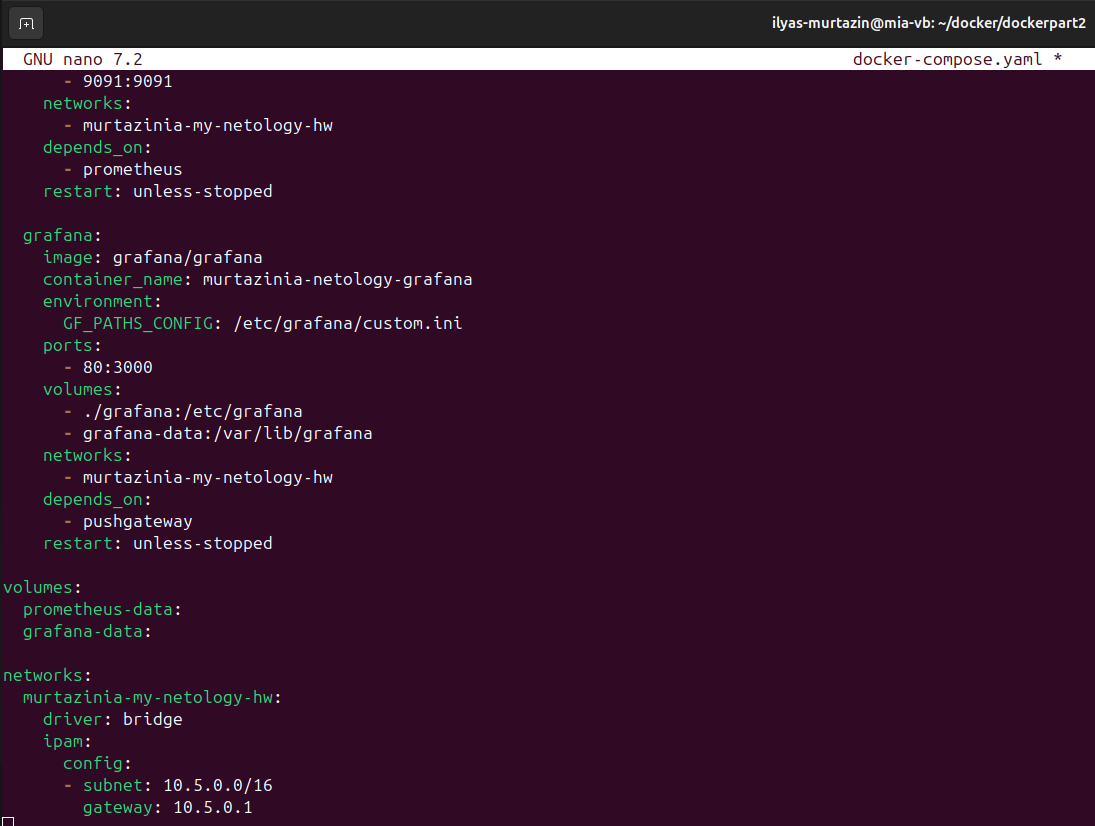 ilyas-murtazin@mia-vb: ~/docker/dockerpart2
GNU nano 7.2 docker-compose.yaml *
      - 9091:9091
    networks:
      - murtazinia-my-netology-hw
    depends_on:
      - prometheus
    restart: unless-stopped

  grafana:
    image: grafana/grafana
    container_name: murtazinia-netology-grafana
    environment:
      GF_PATHS_CONFIG: /etc/grafana/custom.ini
    ports:
      - 80:3000
    volumes:
      - ./grafana:/etc/grafana
      - grafana-data:/var/lib/grafana
    networks:
      - murtazinia-my-netology-hw
    depends_on:
      - pushgateway
    restart: unless-stopped

volumes:
  prometheus-data:
  grafana-data:

networks:
  murtazinia-my-netology-hw:
    driver: bridge
    ipam:
      config:
      - subnet: 10.5.0.0/16
        gateway: 10.5.0.1